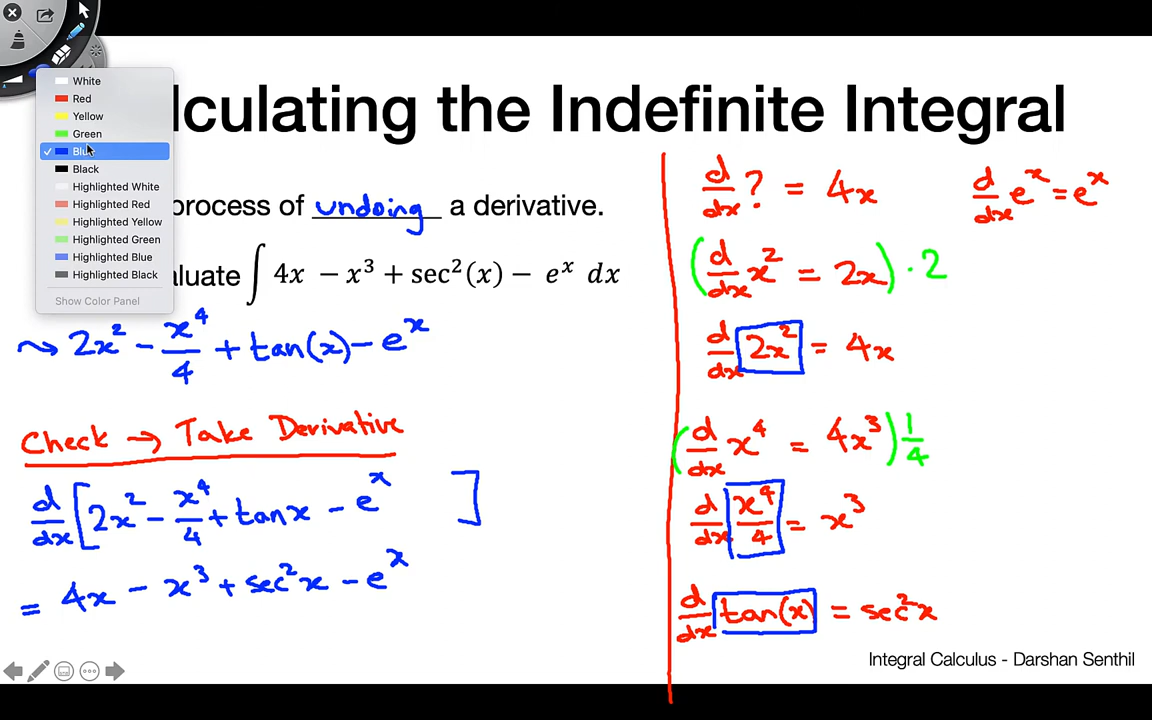 White
Red
Yellow
Green
Blue
Black
Highlighted White
Highlighted Red
Highlighted Yellow
Highlighted Green
Highlighted Blue
Highlighted Black
Show Color Panel
lculating the Indefinite Integral
process of undoing a derivative.
luate ∫ 4x − x³ + sec²(x) − eˣ dx
⤳ 2x² − x⁴/4 + tan(x) − eˣ
Check → Take Derivative
d/dx [2x² − x⁴/4 + tanx − eˣ ]
= 4x − x³ + sec²x − eˣ
d/dx ? = 4x
d/dx eˣ = eˣ
(d/dx x² = 2x) · 2
d/dx 2x² = 4x
(d/dx x⁴ = 4x³) 1/4
d/dx x⁴/4 = x³
d/dx tan(x) = sec²x
Integral Calculus - Darshan Senthil